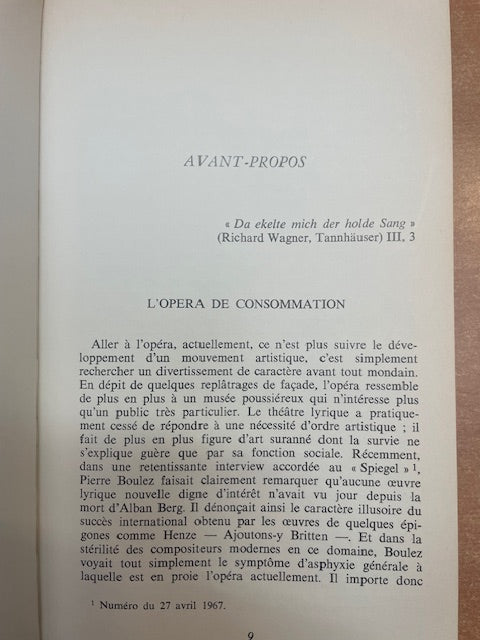 AVANT-PROPOS
« Da ekelte mich der holde Sang »
(Richard Wagner, Tannhäuser) III, 3
L'OPERA DE CONSOMMATION
Aller à l'opéra, actuellement, ce n'est plus suivre le déve-
loppement d'un mouvement artistique, c'est simplement
rechercher un divertissement de caractère avant tout mondain.
En dépit de quelques replâtrages de façade, l'opéra ressemble
de plus en plus à un musée poussiéreux qui n'intéresse plus
qu'un public très particulier. Le théâtre lyrique a pratique-
ment cessé de répondre à une nécessité d'ordre artistique ; il
fait de plus en plus figure d'art suranné dont la survie ne
s'explique guère que par sa fonction sociale. Récemment,
dans une retentissante interview accordée au « Spiegel » ¹,
Pierre Boulez faisait clairement remarquer qu'aucune œuvre
lyrique nouvelle digne d'intérêt n'avait vu jour depuis la
mort d'Alban Berg. Il dénonçait ainsi le caractère illusoire du
succès international obtenu par les œuvres de quelques épi-
gones comme Henze — Ajoutons-y Britten —. Et dans la
stérilité des compositeurs modernes en ce domaine, Boulez
voyait tout simplement le symptôme d'asphyxie générale à
laquelle est en proie l'opéra actuellement. Il importe donc
¹ Numéro du 27 avril 1967.
9